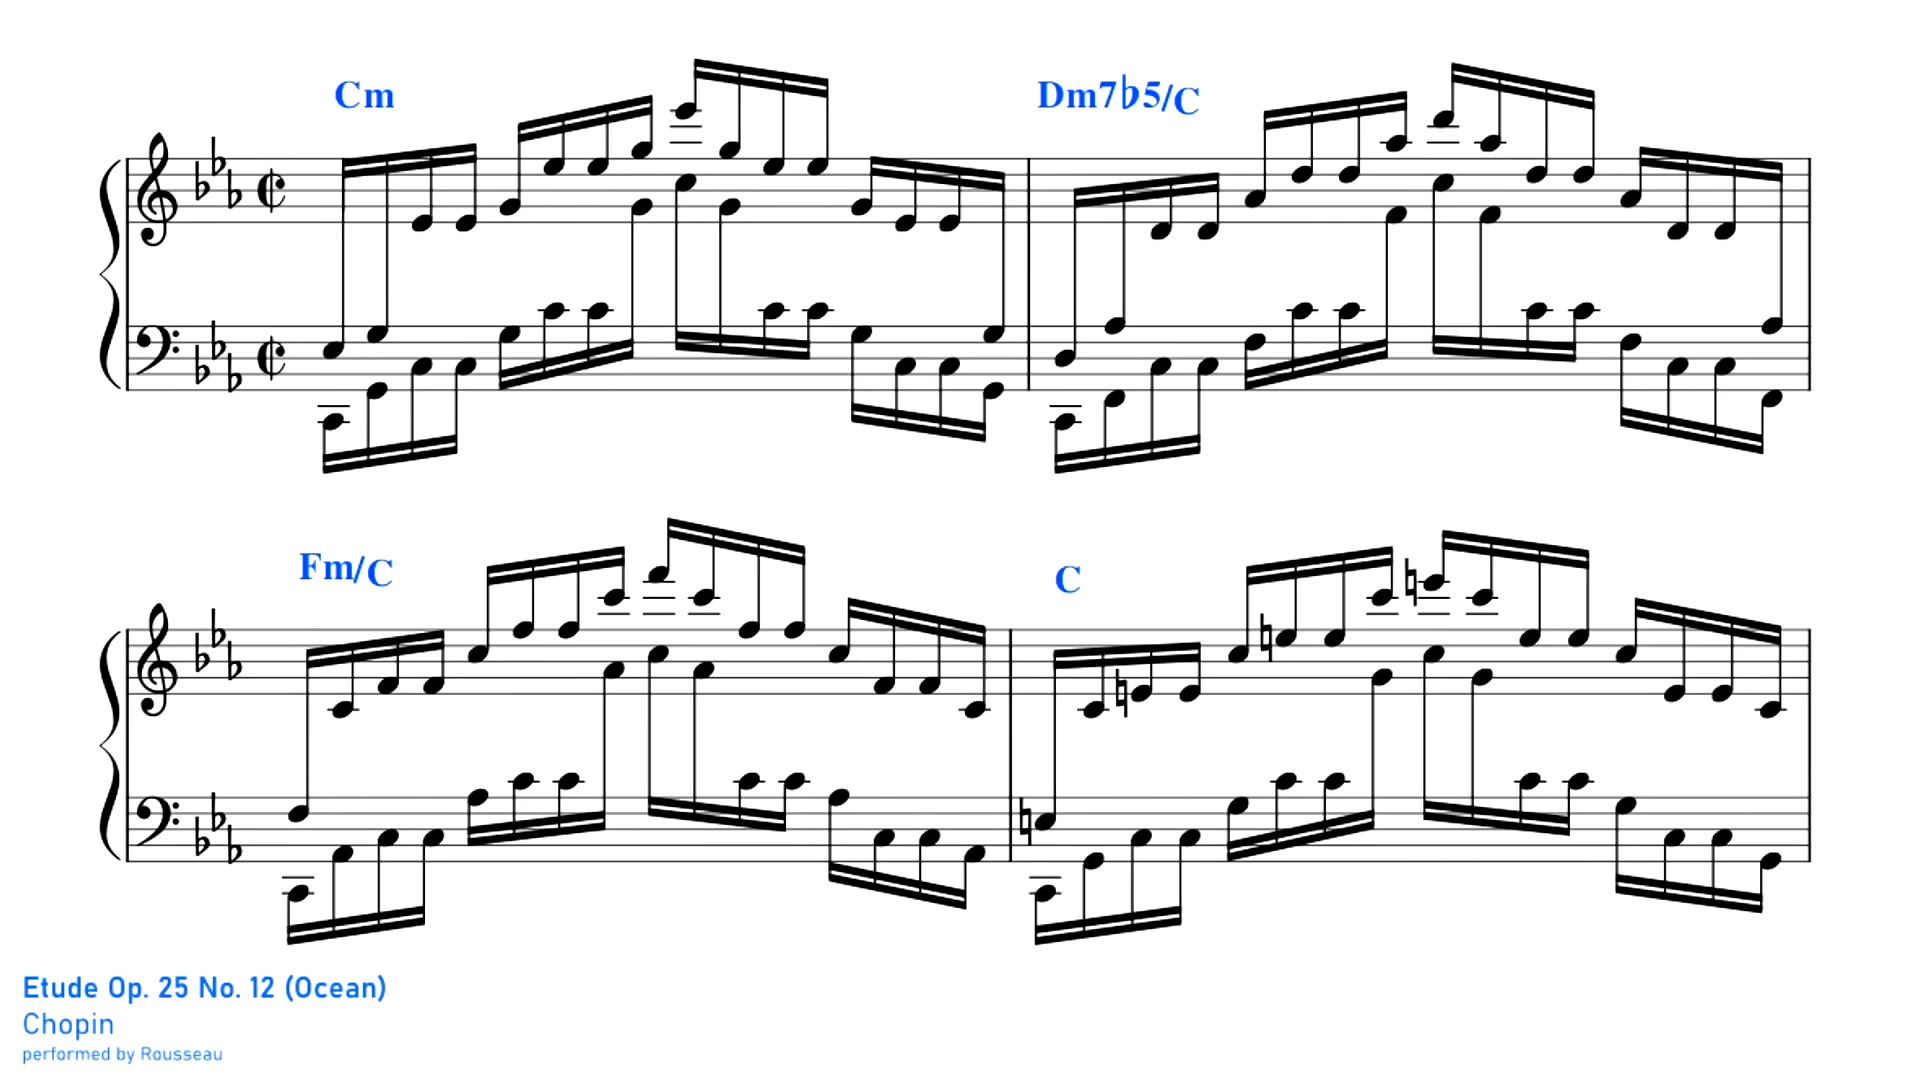 Cm
Dm7♭5/C
Fm/C
C
Etude Op. 25 No. 12 (Ocean)
Chopin
performed by Rousseau